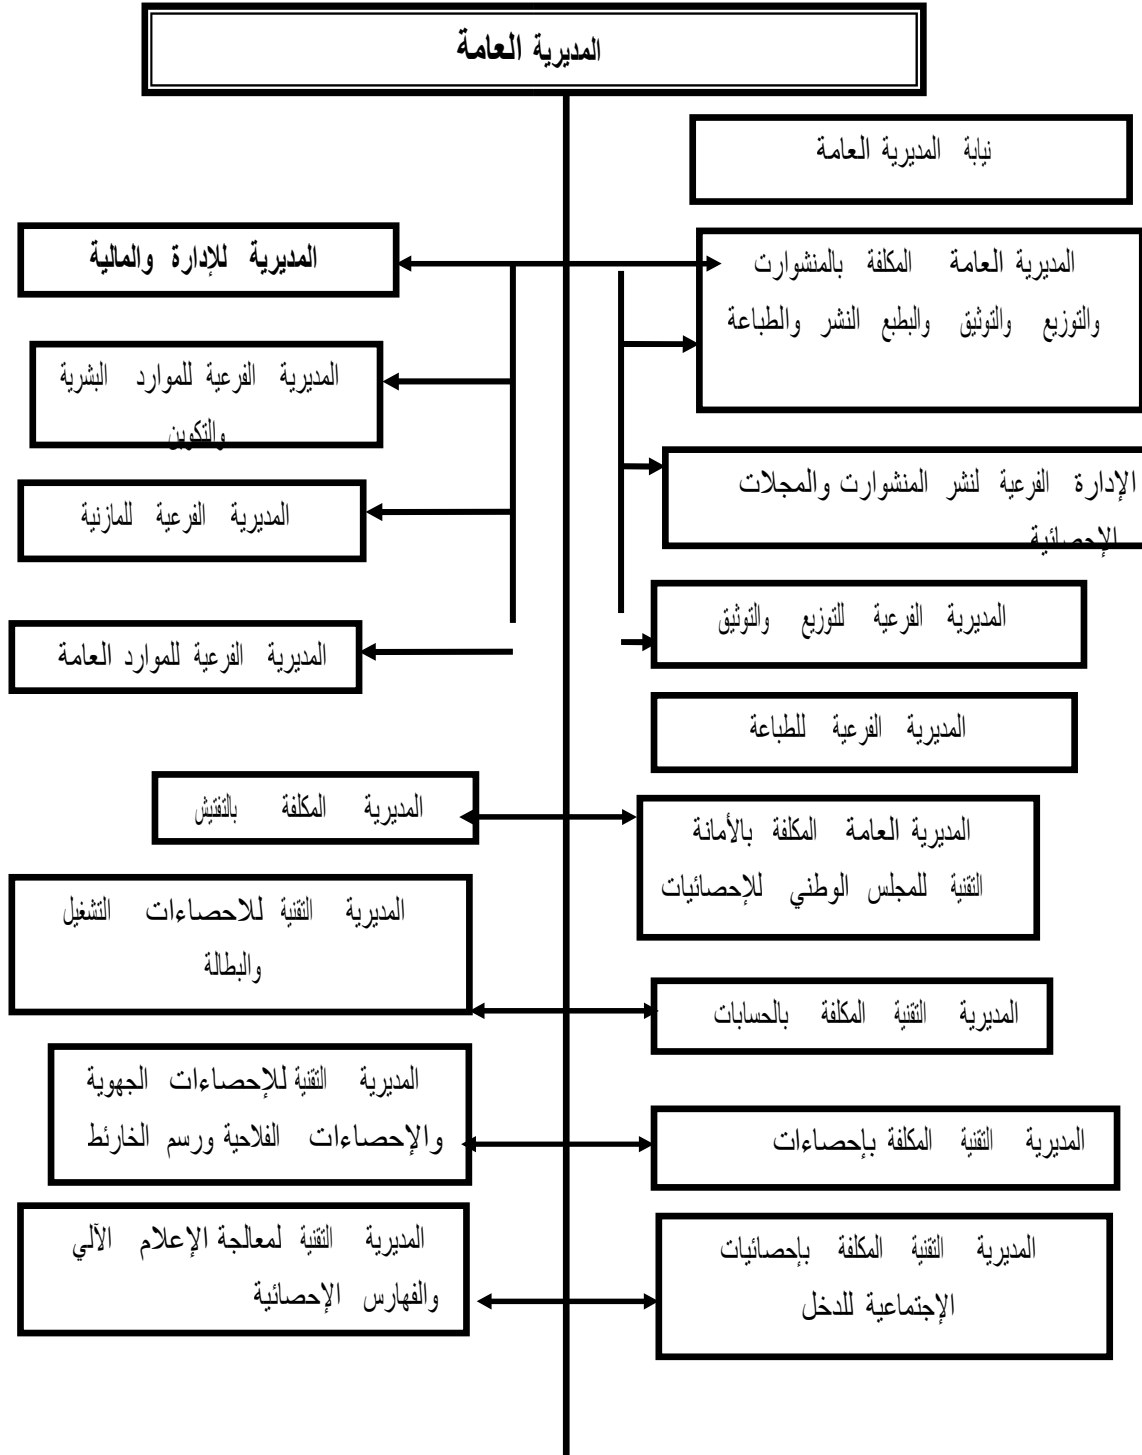 المديرية العامة
نيابة المديرية العامة
المديرية العامة المكلفة بالمنشوارت
والتوزيع والتوثيق والبطبع النشر والطباعة
المديرية للإدارة والمالية
المديرية الفرعية للموارد البشرية
والتكوين
الإدارة الفرعية لنشر المنشوارت والمجلات
الإحصائية
المديرية الفرعية للمازنية
المديرية الفرعية للتوزيع والتوثيق
المديرية الفرعية للموارد العامة
المديرية الفرعية للطباعة
المديرية المكلفة بالتفتيش
المديرية العامة المكلفة بالأمانة
التقنية للمجلس الوطني للإحصائيات
المديرية التقنية للاحصاءات التشغيل
والبطالة
المديرية التقنية المكلفة بالحسابات
المديرية التقنية للإحصاءات الجهوية
والإحصاءات الفلاحية ورسم الخارئط
المديرية التقنية المكلفة بإحصاءات
المديرية التقنية المكلفة بإحصائيات
الإجتماعية للدخل
المديرية التقنية لمعالجة الإعلام الآلي
والفهارس الإحصائية